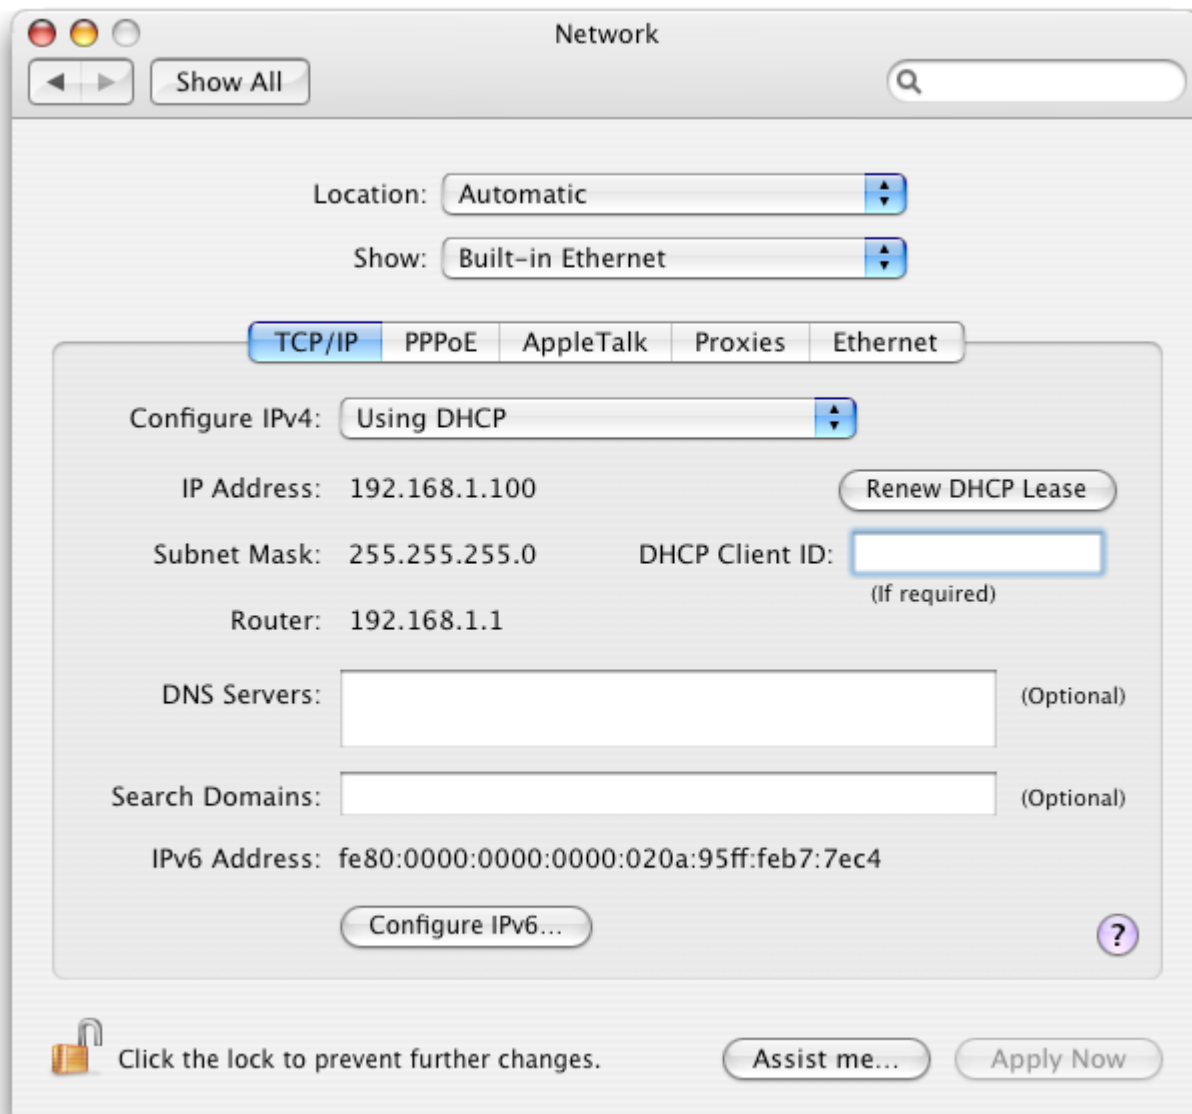 Network
Show All
Location: Automatic
Show: Built-in Ethernet
TCP/IP PPPoE AppleTalk Proxies Ethernet
Configure IPv4: Using DHCP
IP Address: 192.168.1.100 Renew DHCP Lease
Subnet Mask: 255.255.255.0 DHCP Client ID:
(If required)
Router: 192.168.1.1
DNS Servers: (Optional)
Search Domains: (Optional)
IPv6 Address: fe80:0000:0000:0000:020a:95ff:feb7:7ec4
Configure IPv6...
?
Click the lock to prevent further changes. Assist me... Apply Now